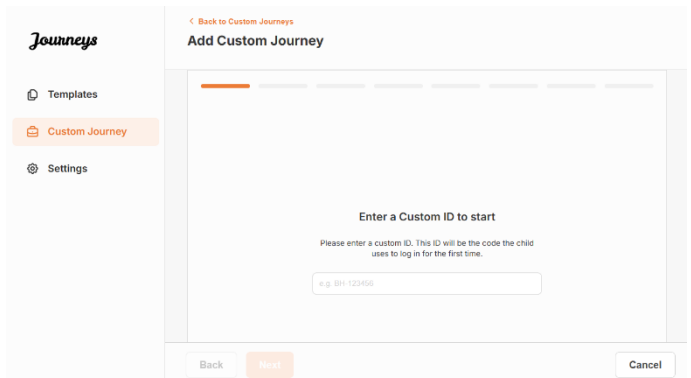 Journeys
Templates
Custom Journey
Settings
< Back to Custom Journeys
Add Custom Journey
Enter a Custom ID to start
Please enter a custom ID. This ID will be the code the child
uses to log in for the first time.
e.g. BH-123456
Back
Next
Cancel